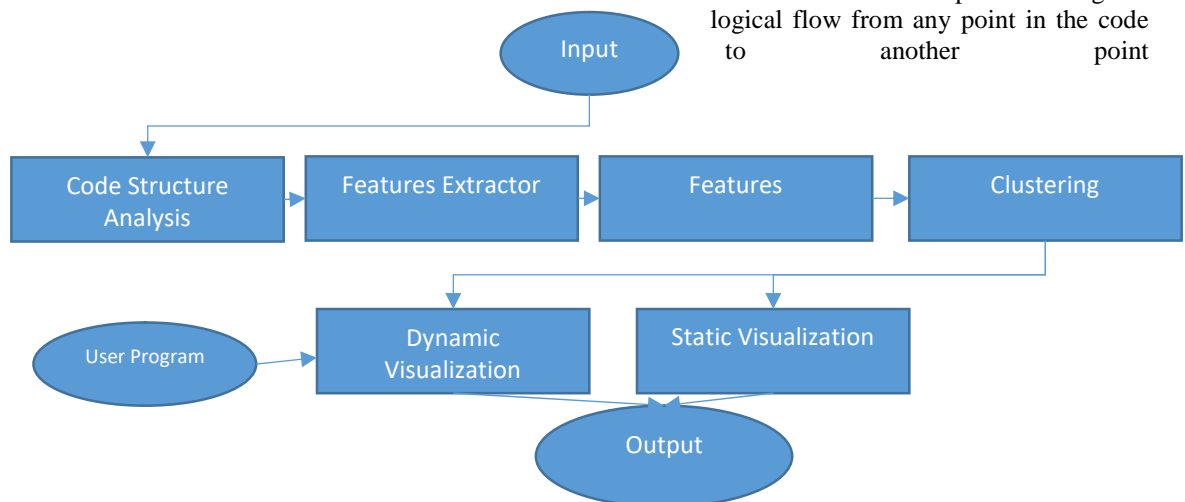 logical flow from any point in the code
to another point
Input
Code Structure
Analysis
Features Extractor
Features
Clustering
User Program
Dynamic
Visualization
Static Visualization
Output